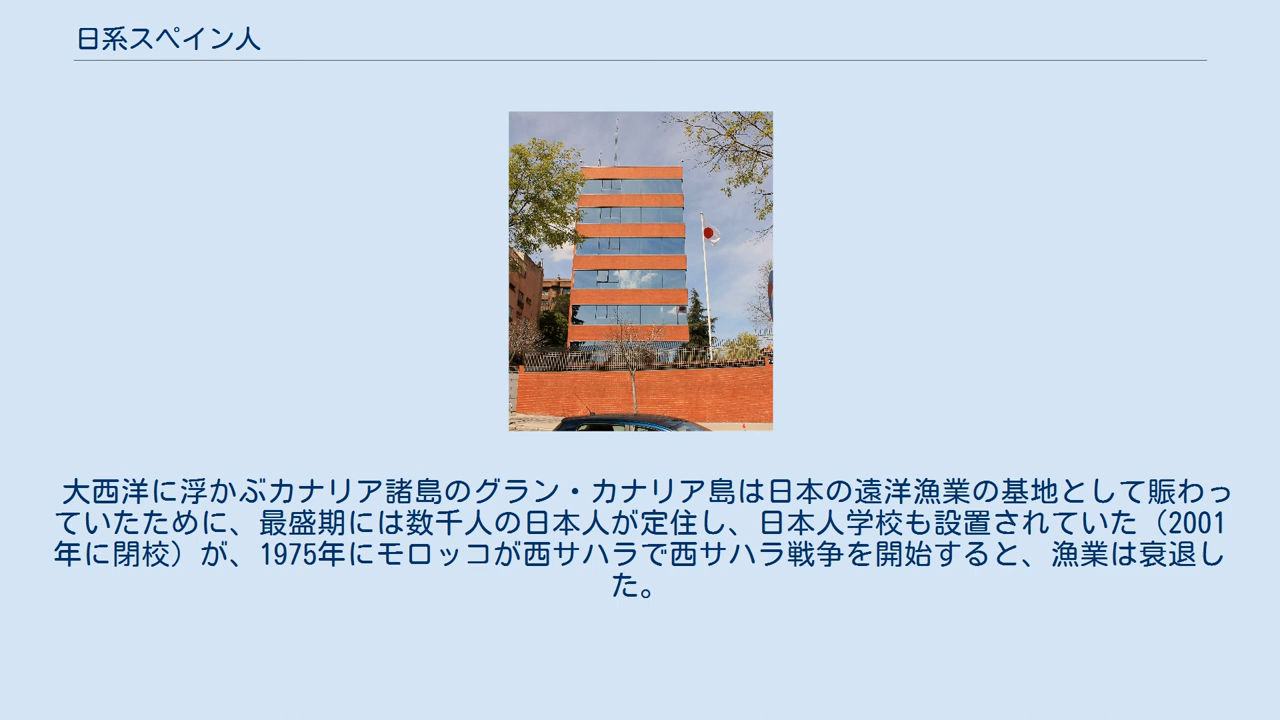 日系スペイン人
大西洋に浮かぶカナリア諸島のグラン・カナリア島は日本の遠洋漁業の基地として賑わっ
ていたために、最盛期には数千人の日本人が定住し、日本人学校も設置されていた（2001
年に閉校）が、1975年にモロッコが西サハラで西サハラ戦争を開始すると、漁業は衰退し
た。